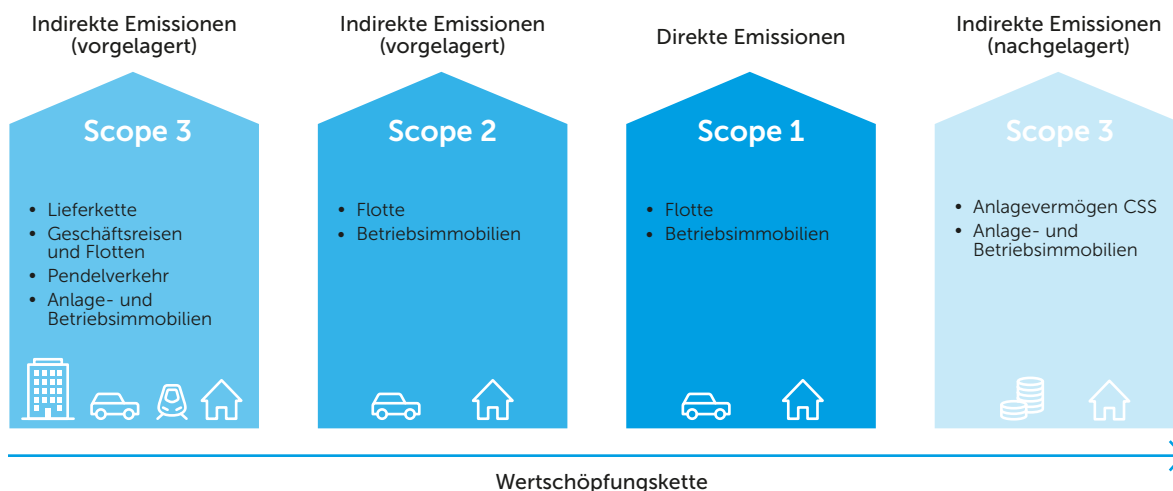 Indirekte Emissionen
(vorgelagert)
Scope 3
• Lieferkette
• Geschäftsreisen
und Flotten
• Pendelverkehr
• Anlage- und
Betriebsimmobilien
Indirekte Emissionen
(vorgelagert)
Scope 2
• Flotte
• Betriebsimmobilien
Direkte Emissionen
Scope 1
• Flotte
• Betriebsimmobilien
Indirekte Emissionen
(nachgelagert)
Scope 3
• Anlagevermögen CSS
• Anlage- und
Betriebsimmobilien
Wertschöpfungskette